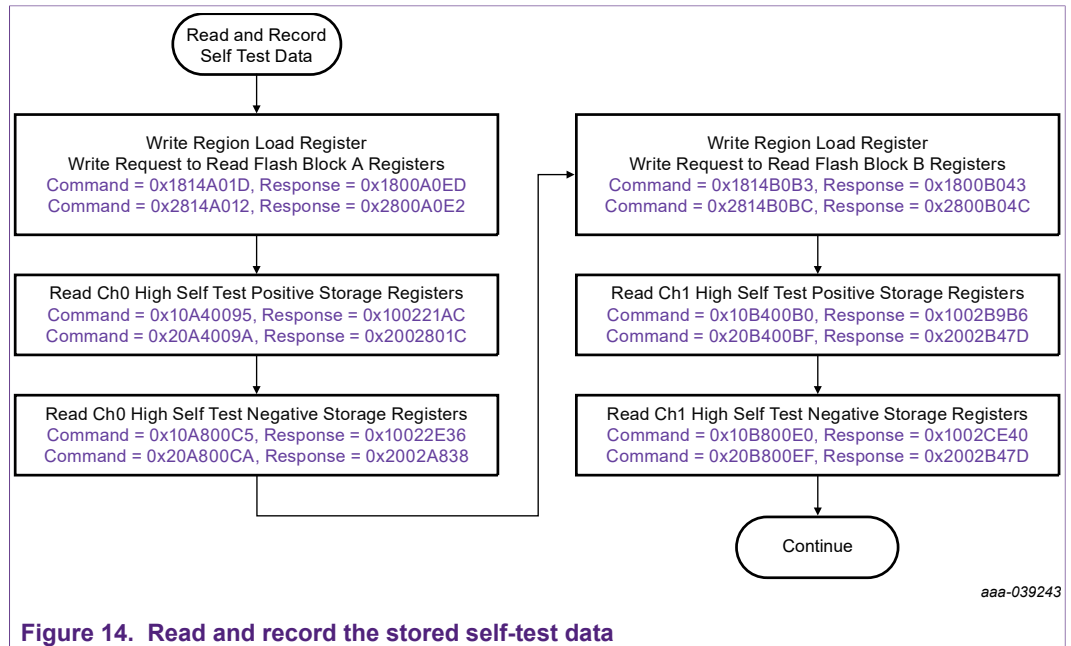 Read and Record
Self Test Data
Write Region Load Register
Write Request to Read Flash Block A Registers
Command = 0x1814A01D, Response = 0x1800A0ED
Command = 0x2814A012, Response = 0x2800A0E2
Read Ch0 High Self Test Positive Storage Registers
Command = 0x10A40095, Response = 0x100221AC
Command = 0x20A4009A, Response = 0x2002801C
Read Ch0 High Self Test Negative Storage Registers
Command = 0x10A800C5, Response = 0x10022E36
Command = 0x20A800CA, Response = 0x2002A838
Write Region Load Register
Write Request to Read Flash Block B Registers
Command = 0x1814B0B3, Response = 0x1800B043
Command = 0x2814B0BC, Response = 0x2800B04C
Read Ch1 High Self Test Positive Storage Registers
Command = 0x10B400B0, Response = 0x1002B9B6
Command = 0x20B400BF, Response = 0x2002B47D
Read Ch1 High Self Test Negative Storage Registers
Command = 0x10B800E0, Response = 0x1002CE40
Command = 0x20B800EF, Response = 0x2002B47D
Continue
aaa-039243
Figure 14. Read and record the stored self-test data